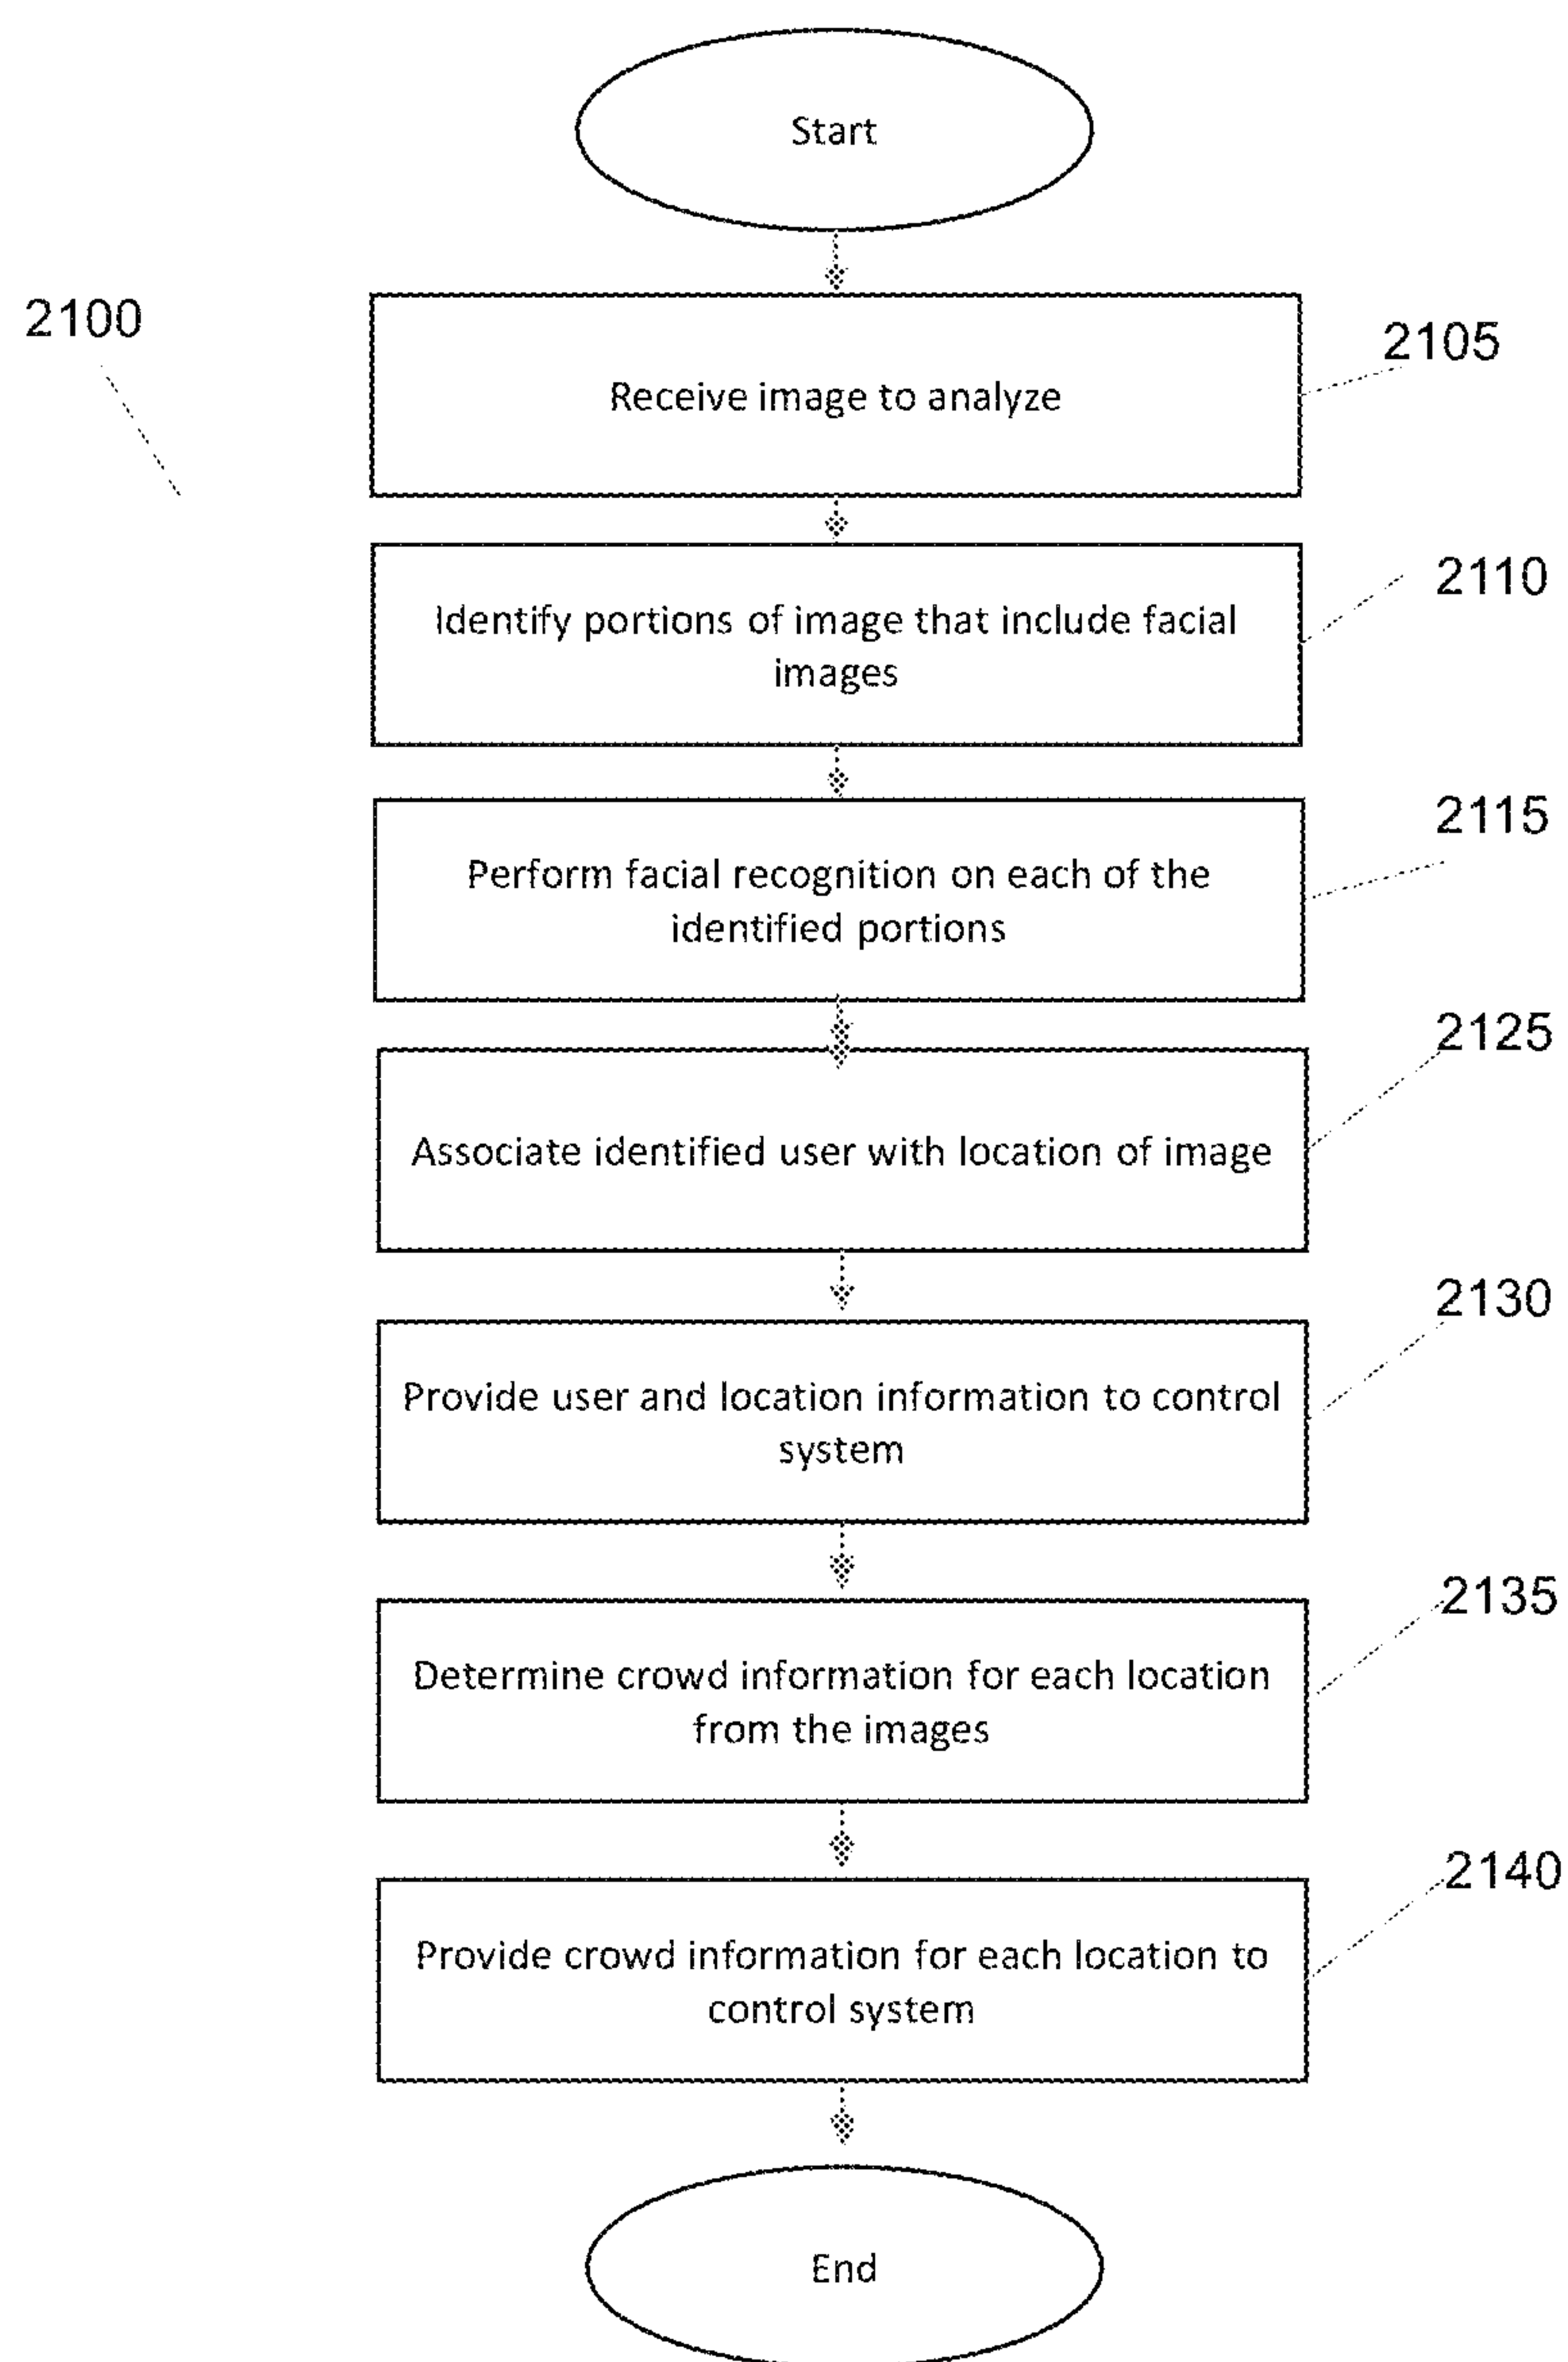 Start
2100
2105
Receive image to analyze
2110
Identify portions of image that include facial
images
2115
Perform facial recognition on each of the
identified portions
2125
Associate identified user with location of image
2130
Provide user and location information to control
system
2135
Determine crowd information for each location
from the images
2140
Provide crowd information for each location to
control system
End